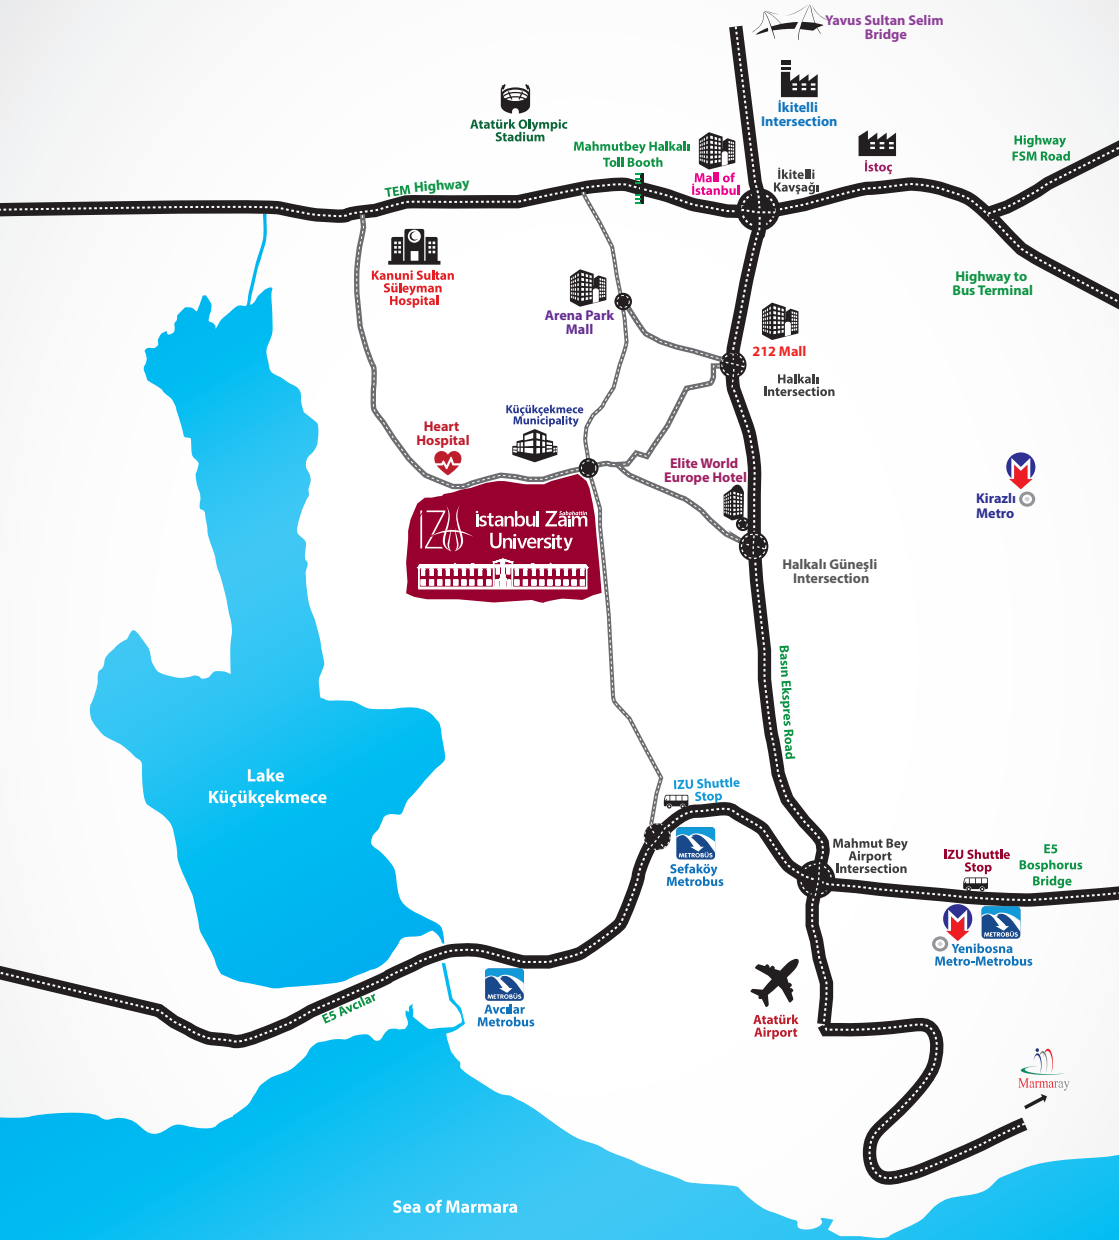 Yavus Sultan Selim
Bridge
İkitelli
Intersection
Atatürk Olympic
Stadium
Mahmutbey Halkalı
Toll Booth
Mall of
İstanbul
İkitelli
Kavşağı
İstoç
Highway
FSM Road
TEM Highway
Kanuni Sultan
Süleyman
Hospital
Highway to
Bus Terminal
Arena Park
Mall
212 Mall
Halkalı
Intersection
Küçükçekmece
Municipality
Heart
Hospital
Elite World
Europe Hotel
M
Kirazlı
Metro
İZÜ
Sabahattin
istanbul Zaim
University
Halkalı Güneşli
Intersection
Basın Ekspres Road
Lake
Küçükçekmece
IZU Shuttle
Stop
METROBÜS
Sefaköy
Metrobus
Mahmut Bey
Airport
Intersection
IZU Shuttle
Stop
E5
Bosphorus
Bridge
M
METROBÜS
Yenibosna
Metro-Metrobus
E5 Avcılar
METROBÜS
Avcılar
Metrobus
Atatürk
Airport
Marmaray
Sea of Marmara